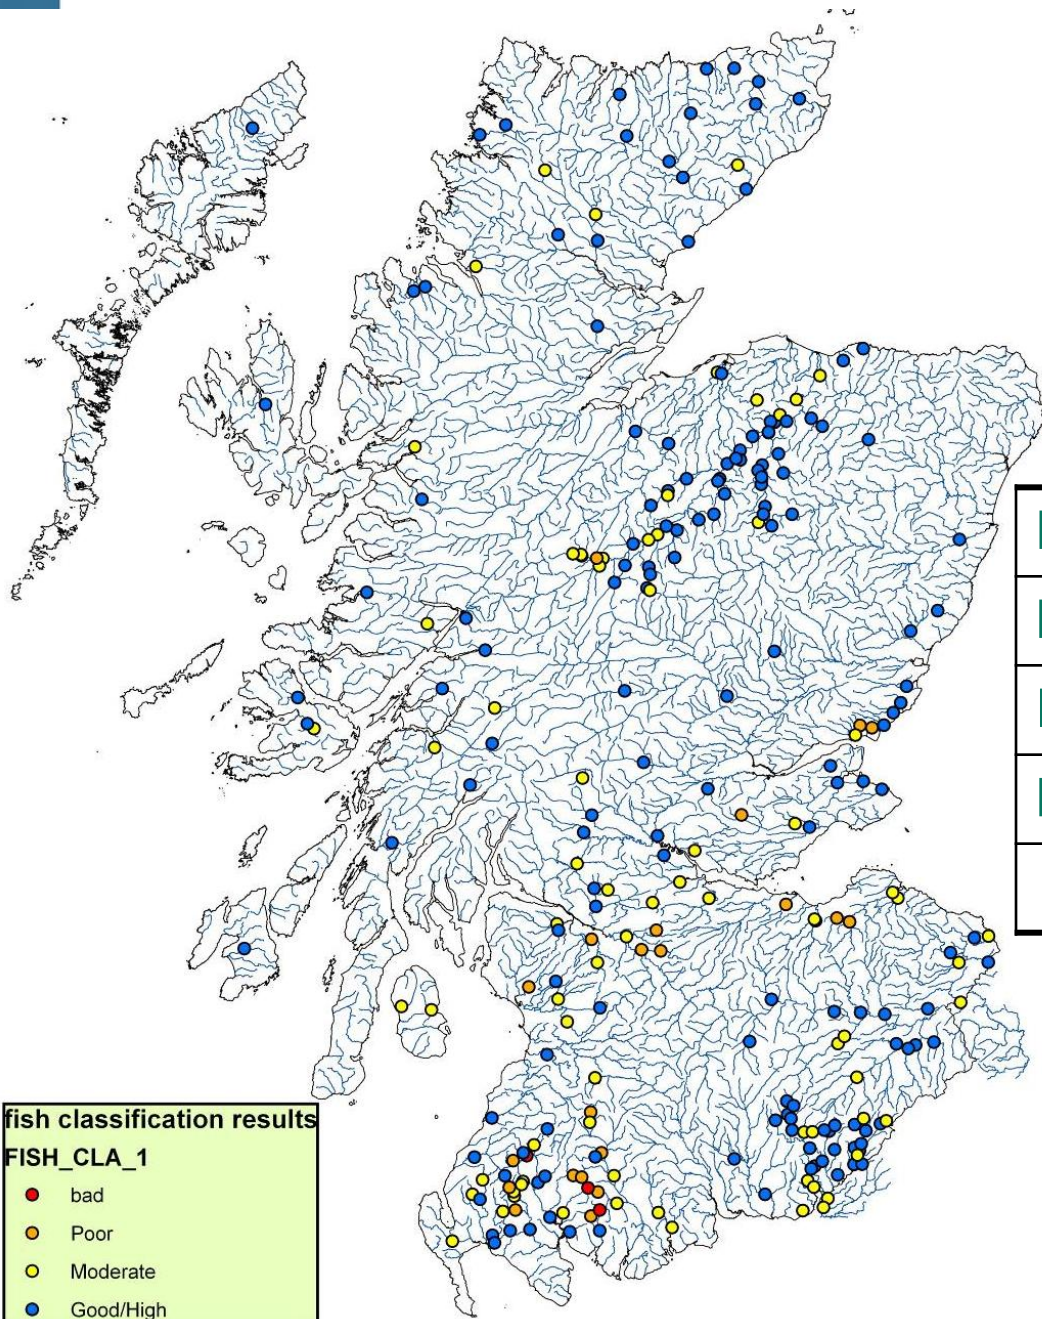 fish classification results
FISH_CLA_1
bad
Poor
Moderate
Good/High